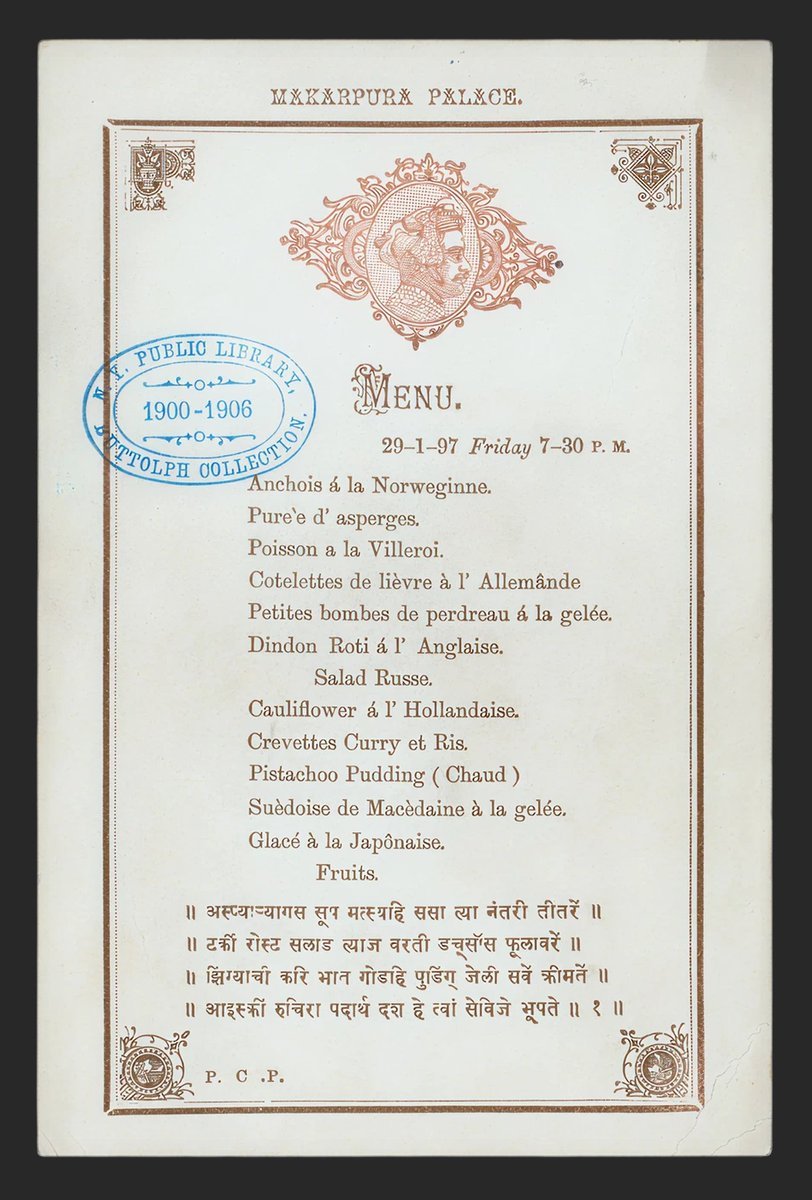 MAKARPURA PALACE.
N. Y. PUBLIC LIBRARY,
1900-1906
BUTTOLPH COLLECTION.
MENU.
29–1–97 Friday 7–30 P. M.
Anchois á la Norweginne.
Pure'e d' asperges.
Poisson a la Villeroi.
Cotelettes de lièvre à l' Allemânde
Petites bombes de perdreau á la gelée.
Dindon Roti á l' Anglaise.
Salad Russe.
Cauliflower á l' Hollandaise.
Crevettes Curry et Ris.
Pistachoo Pudding ( Chaud )
Suèdoise de Macèdaine à la gelée.
Glacé à la Japônaise.
Fruits.
॥ अस्प्याऱ्यागस सूप मत्स्यहि ससा त्या नंतरी तीतरें ॥
॥ टर्की रोस्ट सलाड त्याज वरती डच्सॅस फूलावरें ॥
॥ झिंग्याची करि भात गोडाहि पुडिंग् जेली सवें क्रीमतें ॥
॥ आइस्क्रीं रुचिरा पदार्थ दश हे त्वां सेविजे भूपते ॥ १ ॥
P. C .P.